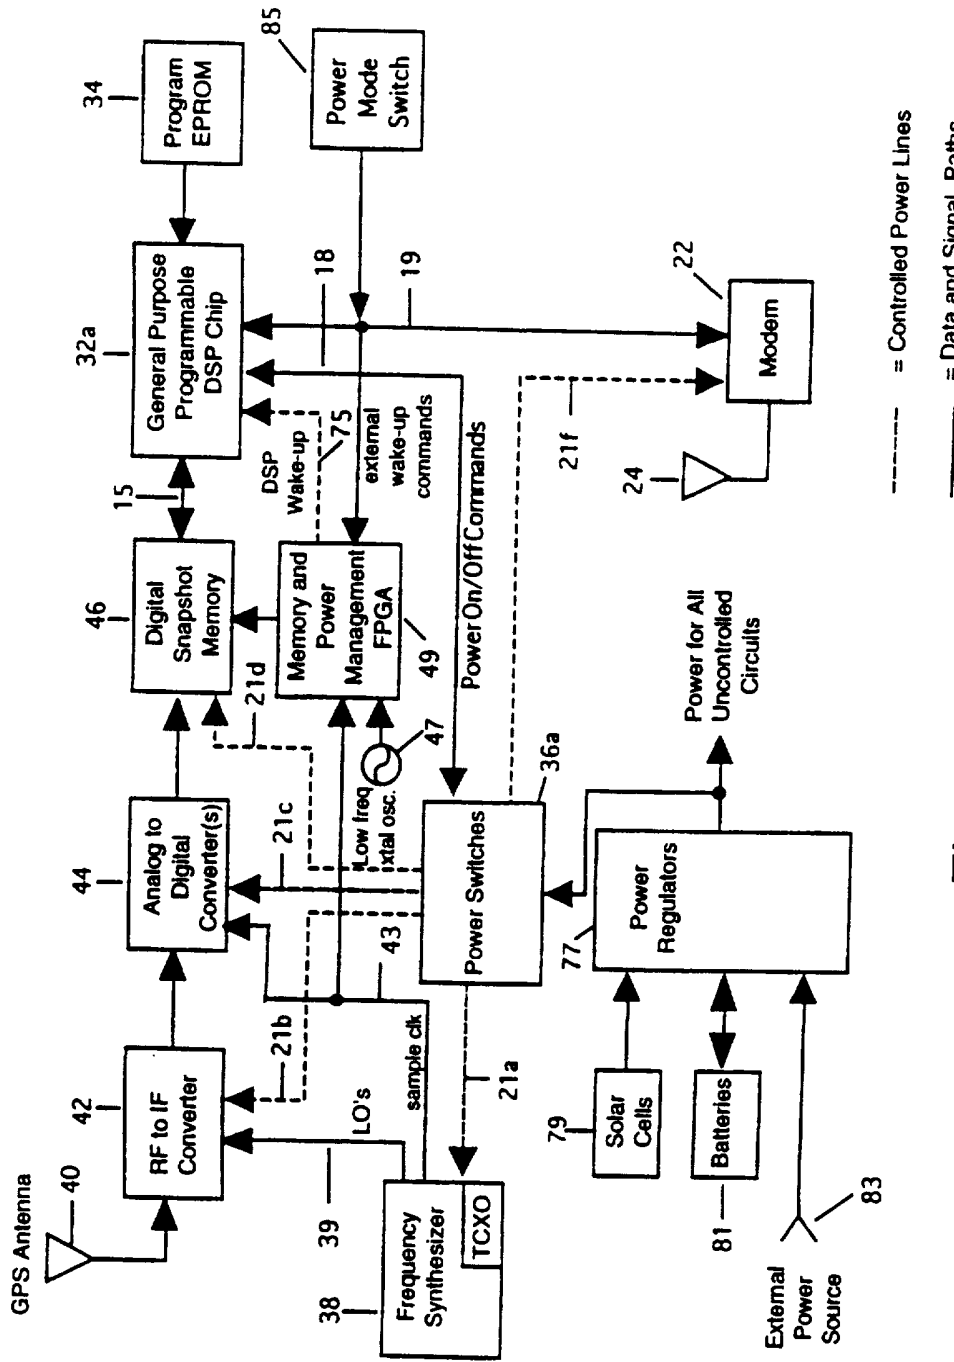 GPS Antenna
40
42
RF to IF
Converter
44
Analog to
Digital
Converter(s)
46
Digital
Snapshot
Memory
15
32a
General Purpose
Programmable
DSP Chip
34
Program
EPROM
85
Power
Mode
Switch
39
LO's
21b
21c
21d
43
sample clk
Low freq
xtal osc.
47
Memory and
Power
Management
FPGA
49
DSP
Wake-up
75
external
wake-up
commands
18
19
38
Frequency
Synthesizer
TCXO
21a
Power Switches
36a
Power On/Off Commands
21f
22
Modem
24
79
Solar
Cells
81
Batteries
External
Power
Source
83
77
Power
Regulators
Power for All
Uncontrolled
Circuits
= Controlled Power Lines
= Data and Signal Paths